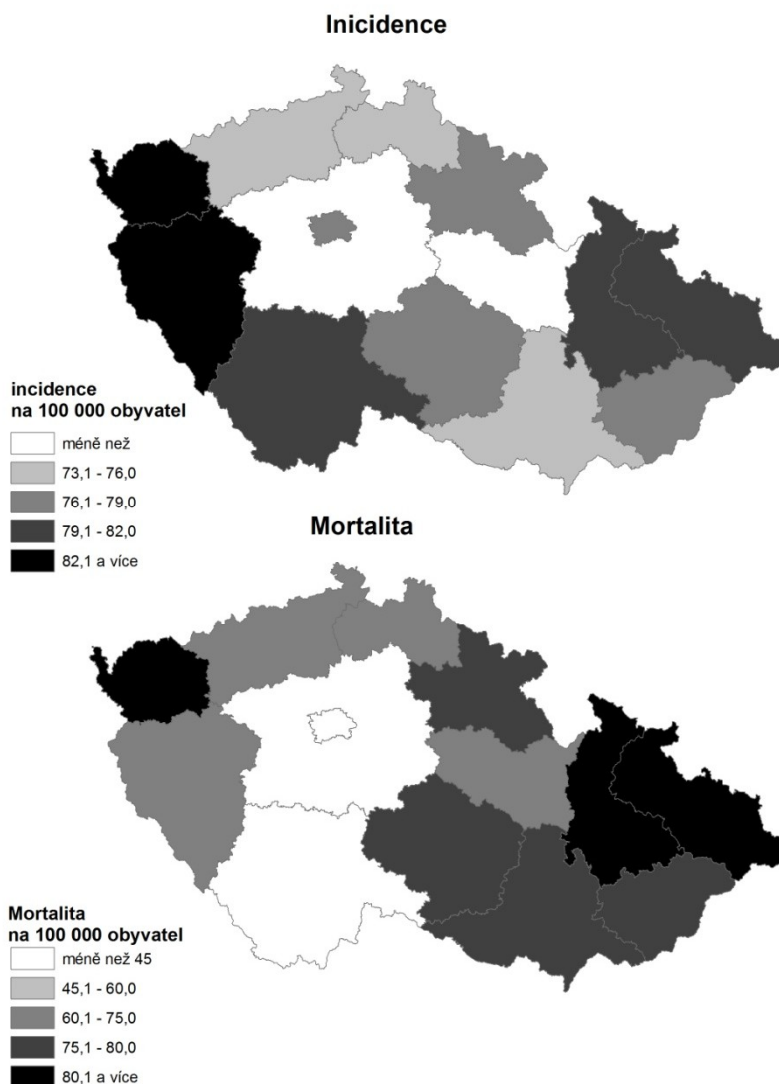 Inicidence
incidence
na 100 000 obyvatel
méně než
73,1 - 76,0
76,1 - 79,0
79,1 - 82,0
82,1 a více
Mortalita
Mortalita
na 100 000 obyvatel
méně než 45
45,1 - 60,0
60,1 - 75,0
75,1 - 80,0
80,1 a více